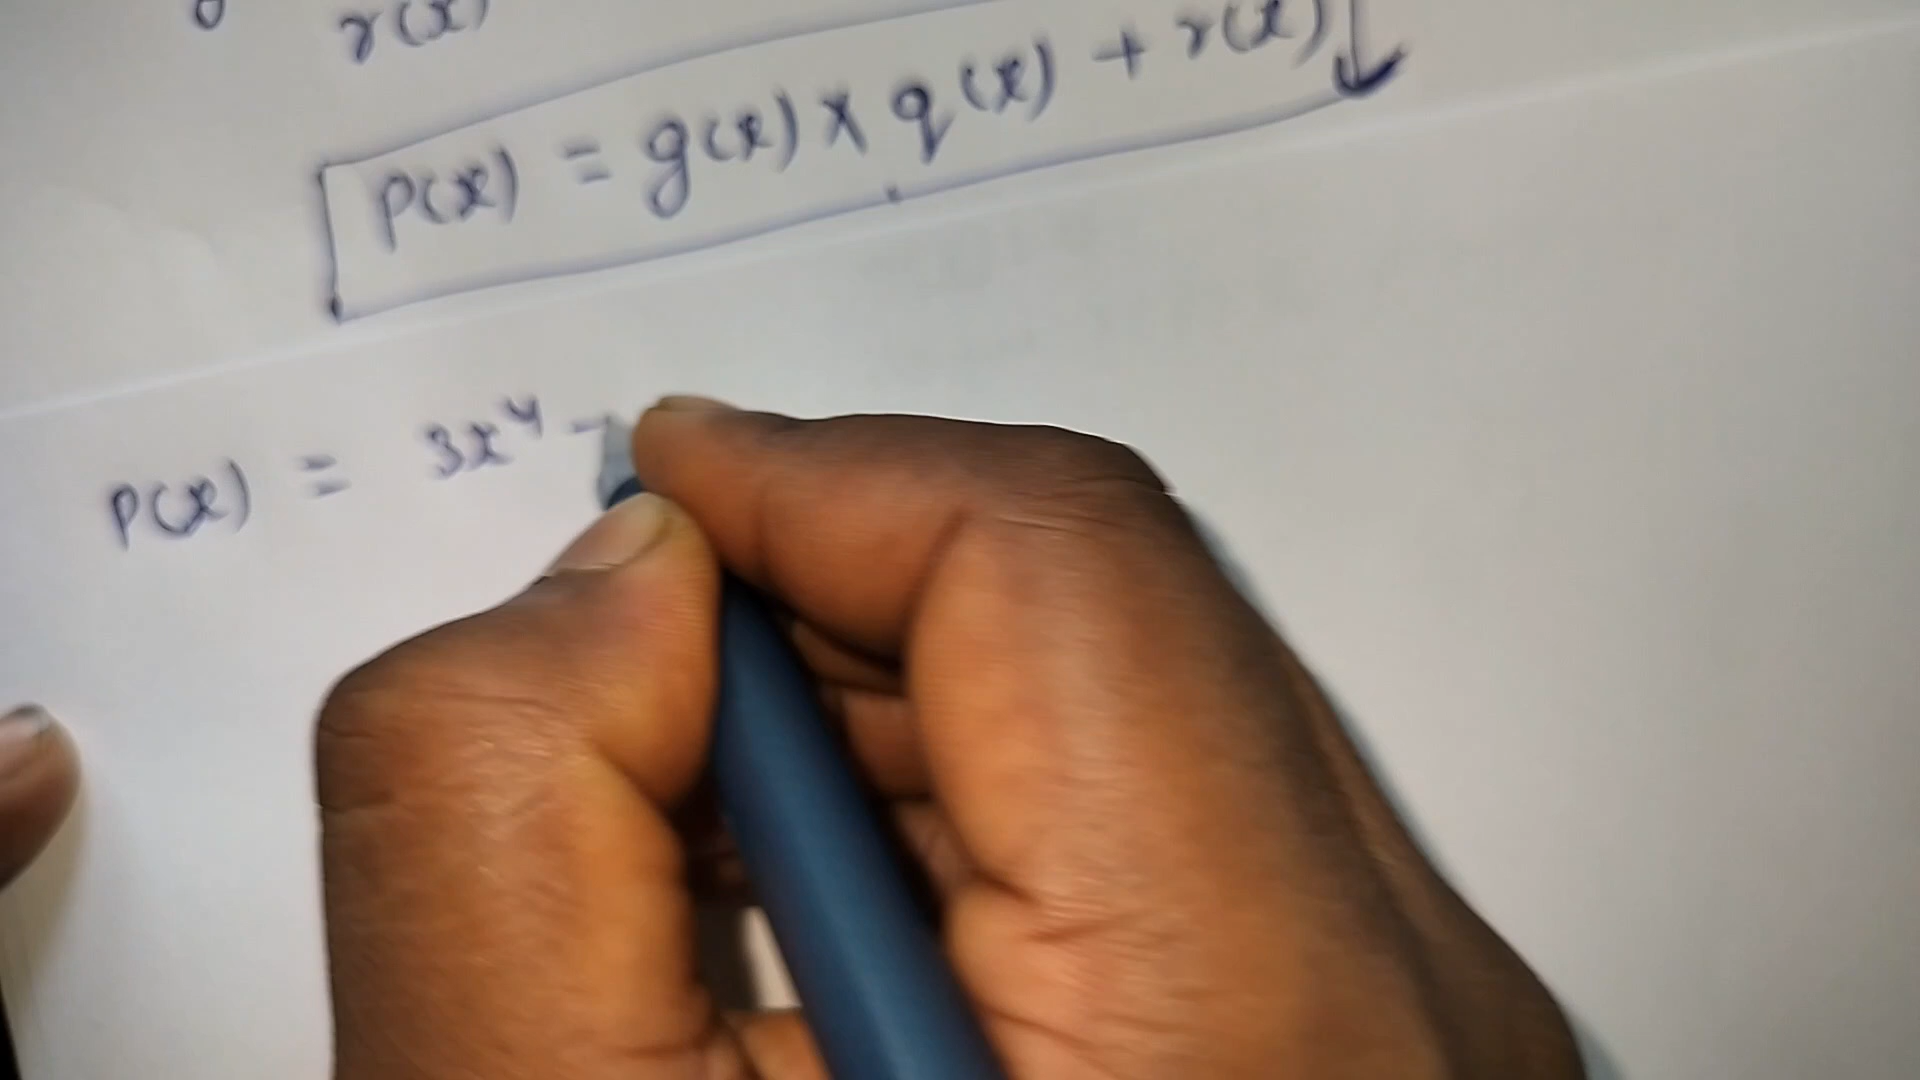 r(x)
p(x) = g(x) × q(x) + r(x)
p(x) = 3x⁴ -